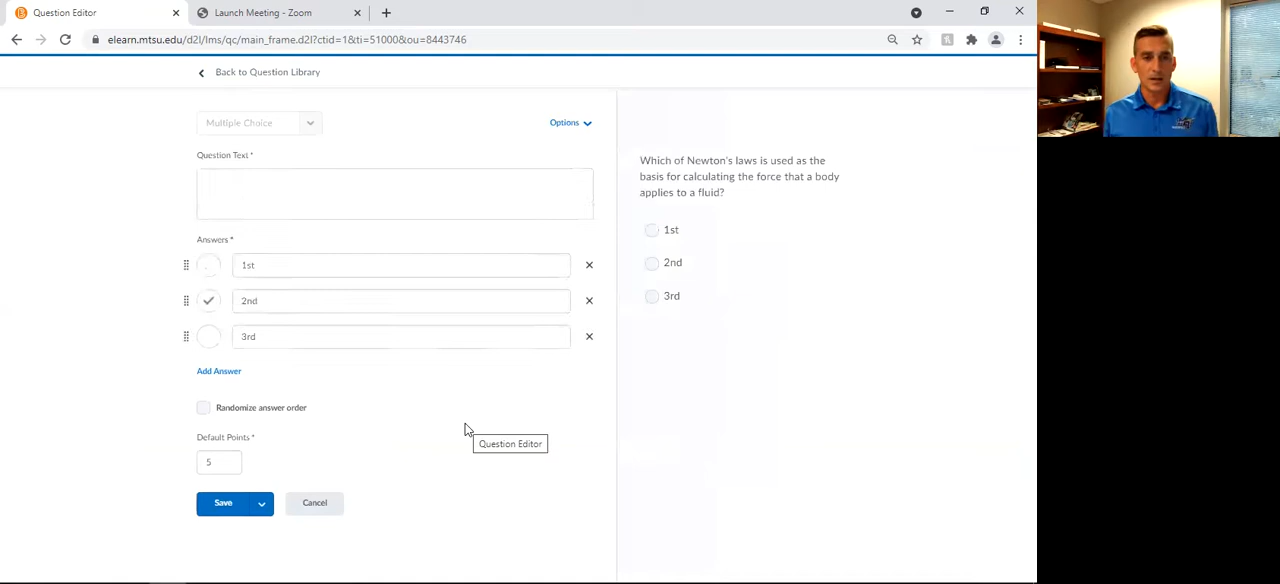 Question Editor
Launch Meeting - Zoom
elearn.mtsu.edu/d2l/lms/qc/main_frame.d2l?ctid=1&ti=51000&ou=8443746
Back to Question Library
Multiple Choice
Options
Question Text *
Answers *
1st
2nd
3rd
Add Answer
Randomize answer order
Question Editor
Default Points *
5
Save
Cancel
Which of Newton's laws is used as the
basis for calculating the force that a body
applies to a fluid?
1st
2nd
3rd